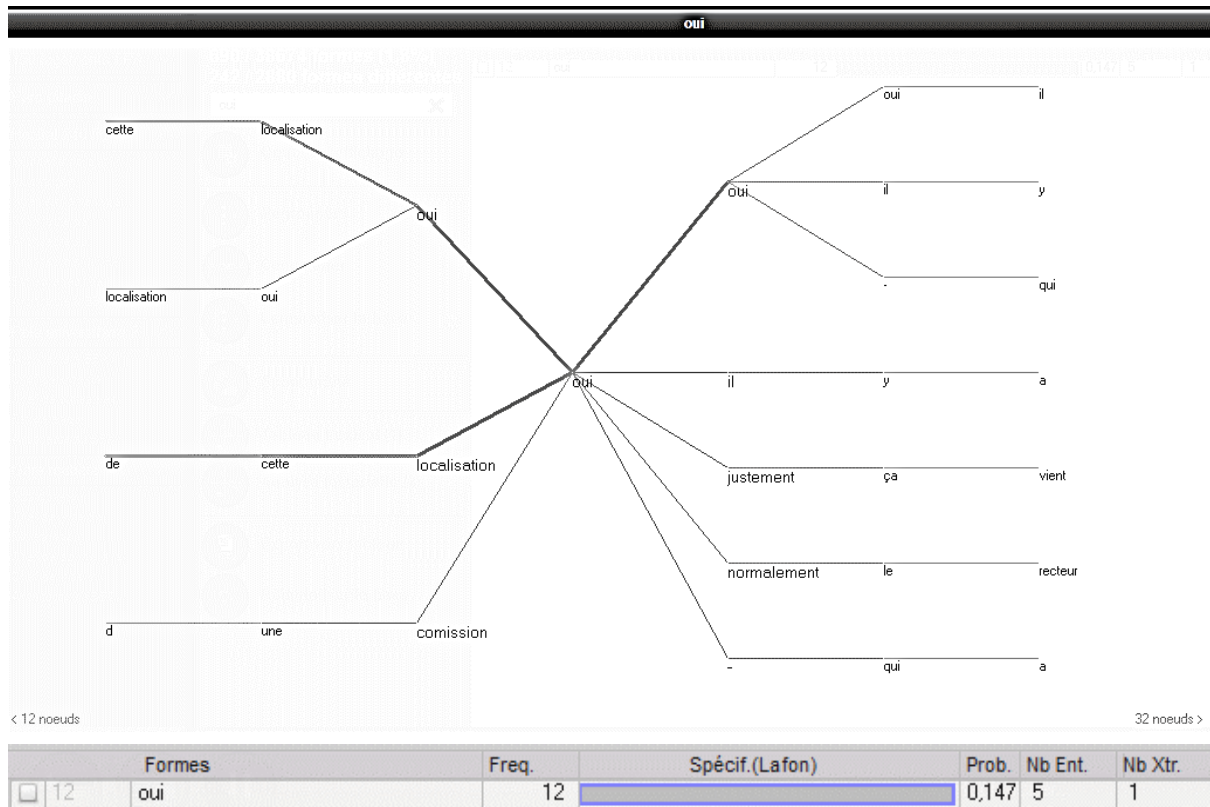 oui
oui il
cette localisation
oui il y
oui
- qui
localisation oui
oui il y a
de cette localisation
justement ça vient
normalement le recteur
d une comission
- qui a
< 12 noeuds 32 noeuds >
Formes Freq. Spécif.(Lafon) Prob. Nb Ent. Nb Xtr.
12 oui 12 0,147 5 1